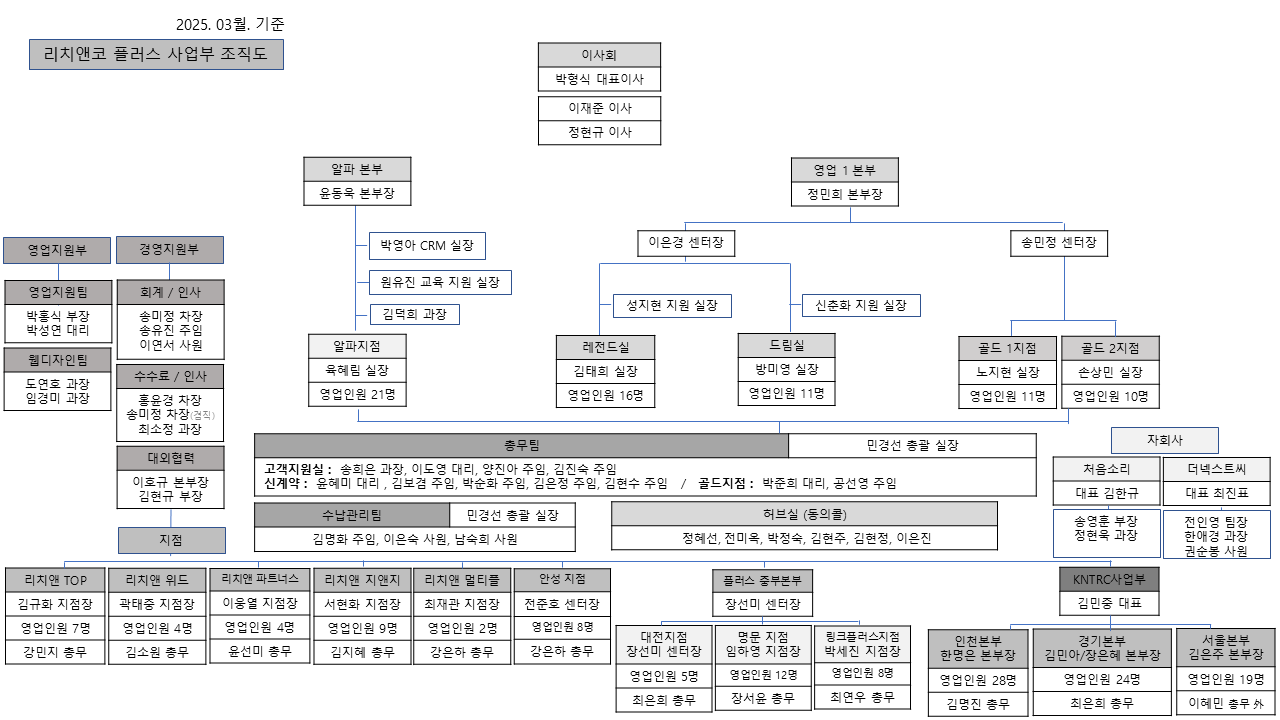 2025. 03월. 기준
리치앤코 플러스 사업부 조직도
이사회
박형식 대표이사
이재준 이사
정현규 이사
알파 본부
윤동욱 본부장
영업 1 본부
정민희 본부장
박영아 CRM 실장
원유진 교육 지원 실장
김덕희 과장
알파지점
육혜림 실장
영업인원 21명
이은경 센터장
송민정 센터장
성지현 지원 실장
신춘화 지원 실장
레전드실
김태희 실장
영업인원 16명
드림실
방미영 실장
영업인원 11명
골드 1지점
노지현 실장
영업인원 11명
골드 2지점
손상민 실장
영업인원 10명
영업지원부
영업지원팀
박홍식 부장
박성연 대리
웹디자인팀
도연호 과장
임경미 과장
경영지원부
회계 / 인사
송미정 차장
송유진 주임
이연서 사원
수수료 / 인사
홍윤경 차장
송미정 차장(겸직)
최소정 과장
대외협력
이호규 본부장
김현규 부장
지점
총무팀
민경선 총괄 실장
고객지원실 : 송희은 과장, 이도영 대리, 양진아 주임, 김진숙 주임
신계약 : 윤혜미 대리 , 김보겸 주임, 박순화 주임, 김은정 주임, 김현수 주임 / 골드지점 : 박준희 대리, 공선영 주임
수납관리팀
민경선 총괄 실장
김명화 주임, 이은숙 사원, 남숙희 사원
허브실 (동의콜)
정혜선, 전미옥, 박정숙, 김현주, 김현정, 이은진
자회사
처음소리
대표 김한규
송영훈 부장
정현욱 과장
더넥스트씨
대표 최진표
전인영 팀장
한애경 과장
권순봉 사원
리치앤 TOP
김규화 지점장
영업인원 7명
강민지 총무
리치앤 위드
곽태중 지점장
영업인원 4명
김소원 총무
리치앤 파트너스
이웅열 지점장
영업인원 4명
윤선미 총무
리치앤 지앤지
서현화 지점장
영업인원 9명
김지혜 총무
리치앤 멀티플
최재관 지점장
영업인원 2명
강은하 총무
안성 지점
전준호 센터장
영업인원 8명
강은하 총무
플러스 중부본부
장선미 센터장
대전지점
장선미 센터장
영업인원 5명
최은희 총무
명문 지점
임하영 지점장
영업인원 12명
장서윤 총무
링크플러스지점
박세진 지점장
영업인원 8명
최연우 총무
KNTRC사업부
김민중 대표
인천본부
한명은 본부장
영업인원 28명
김명진 총무
경기본부
김민아/장은혜 본부장
영업인원 24명
최은희 총무
서울본부
김은주 본부장
영업인원 19명
이혜민 총무 外